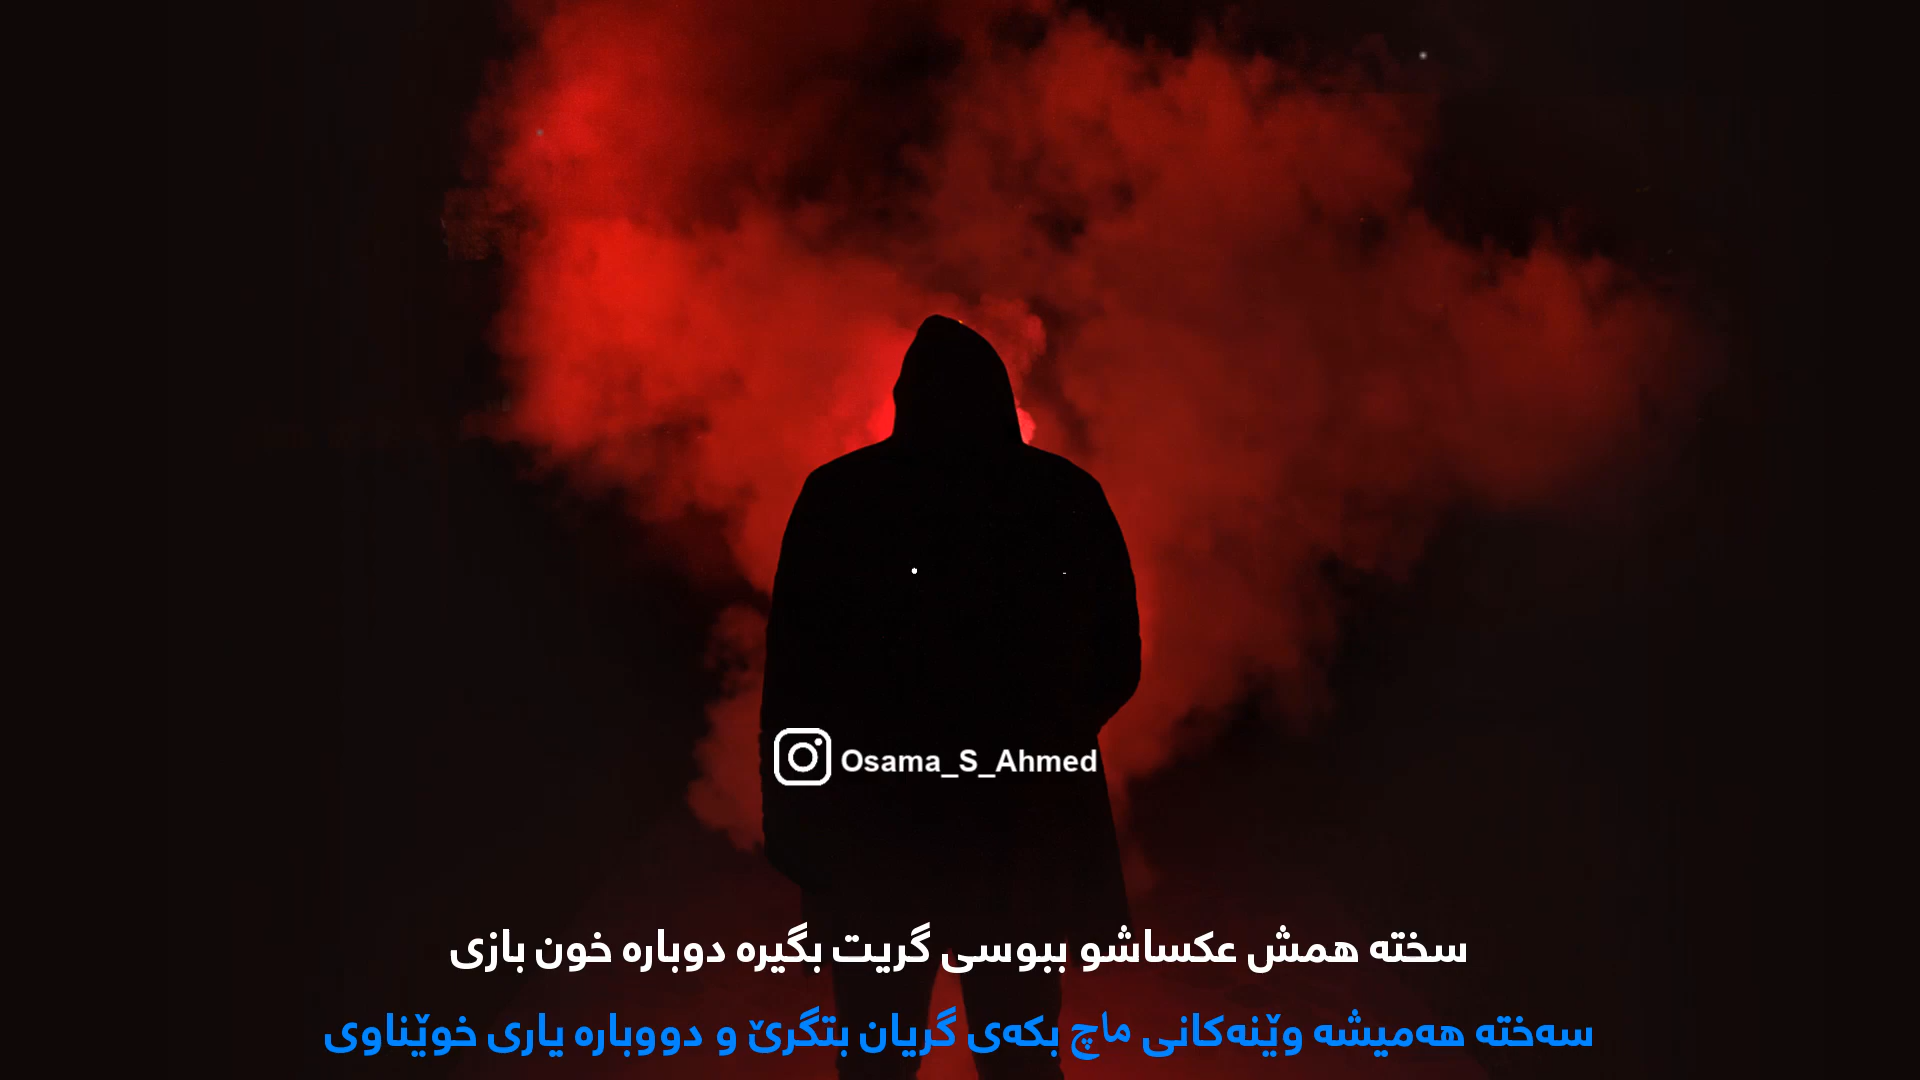 Osama_S_Ahmed
سخته همش عکساشو ببوسی گریت بگیره دوباره خون بازی
سەختە هەمیشە وێنەکانی ماچ بکەی گریان بتگرێ و دووبارە یاری خوێناوی